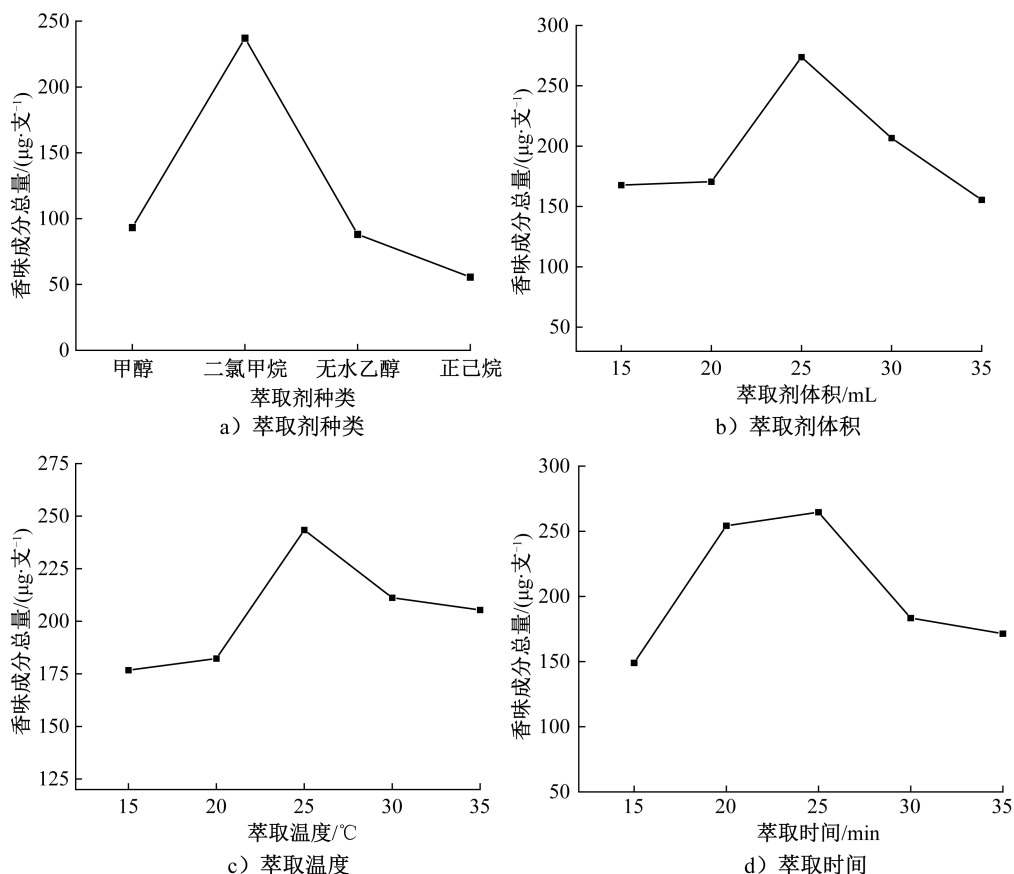 香味成分总量/(μg·支⁻¹)
250
200
150
100
50
0
甲醇 二氯甲烷 无水乙醇 正己烷
萃取剂种类
a）萃取剂种类
香味成分总量/(μg·支⁻¹)
300
250
200
150
100
50
15 20 25 30 35
萃取剂体积/mL
b）萃取剂体积
香味成分总量/(μg·支⁻¹)
275
250
225
200
175
150
125
15 20 25 30 35
萃取温度/℃
c）萃取温度
香味成分总量/(μg·支⁻¹)
300
250
200
150
100
50
15 20 25 30 35
萃取时间/min
d）萃取时间